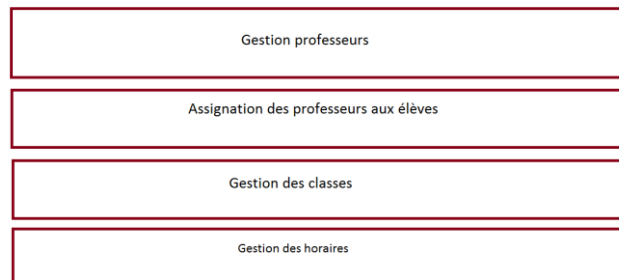 Gestion professeurs
Assignation des professeurs aux élèves
Gestion des classes
Gestion des horaires